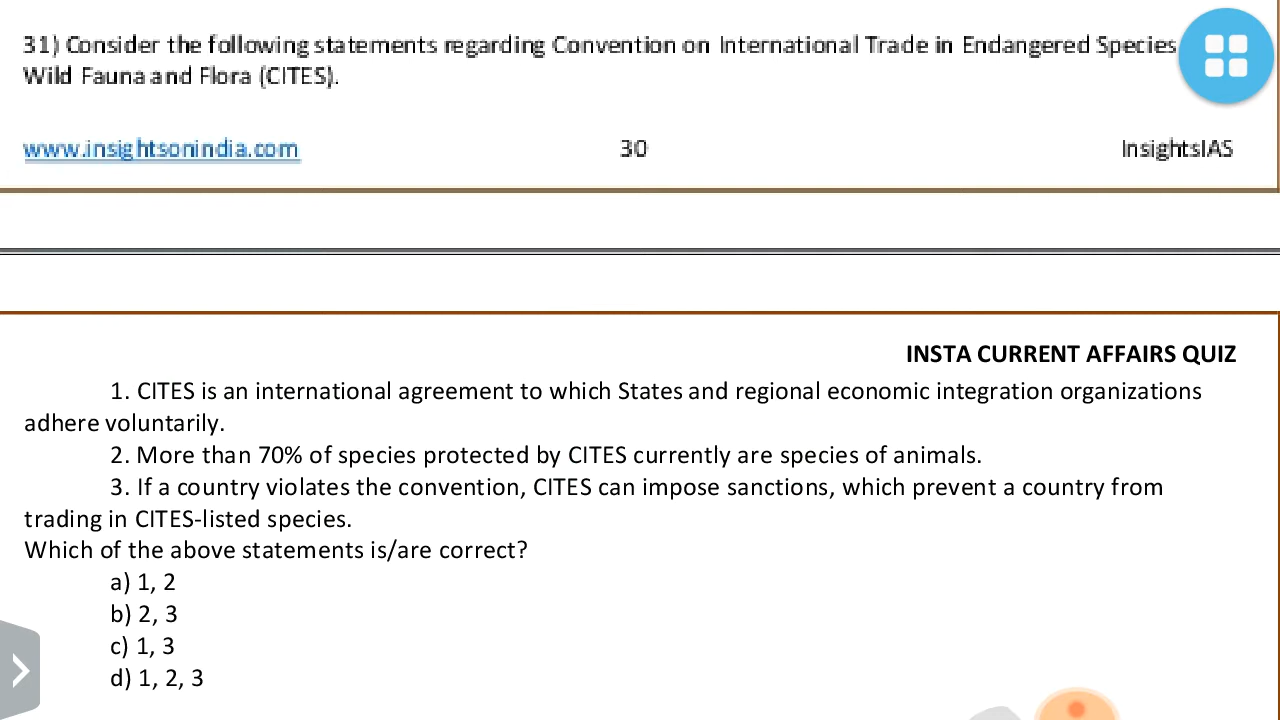 31) Consider the following statements regarding Convention on International Trade in Endangered Species
Wild Fauna and Flora (CITES).
www.insightsonindia.com 30 InsightsIAS
INSTA CURRENT AFFAIRS QUIZ
1. CITES is an international agreement to which States and regional economic integration organizations
adhere voluntarily.
2. More than 70% of species protected by CITES currently are species of animals.
3. If a country violates the convention, CITES can impose sanctions, which prevent a country from
trading in CITES-listed species.
Which of the above statements is/are correct?
a) 1, 2
b) 2, 3
c) 1, 3
d) 1, 2, 3